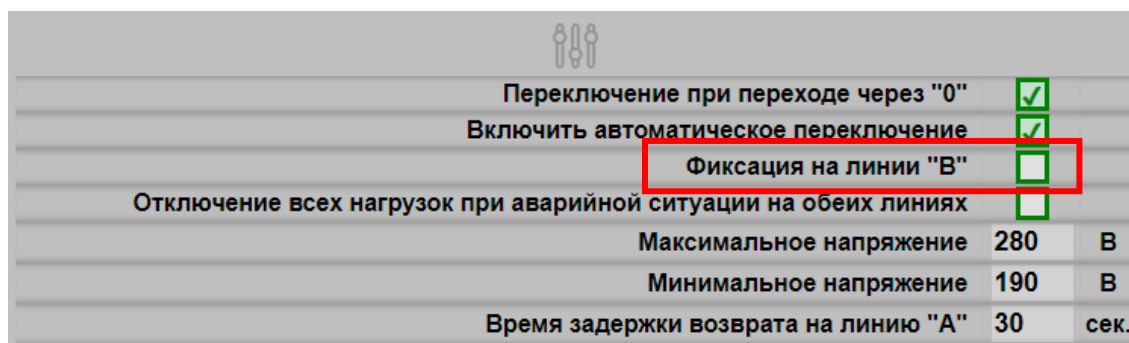 Переключение при переходе через "0"
Включить автоматическое переключение
Фиксация на линии "В"
Отключение всех нагрузок при аварийной ситуации на обеих линиях
Максимальное напряжение 280 В
Минимальное напряжение 190 В
Время задержки возврата на линию "А" 30 сек.